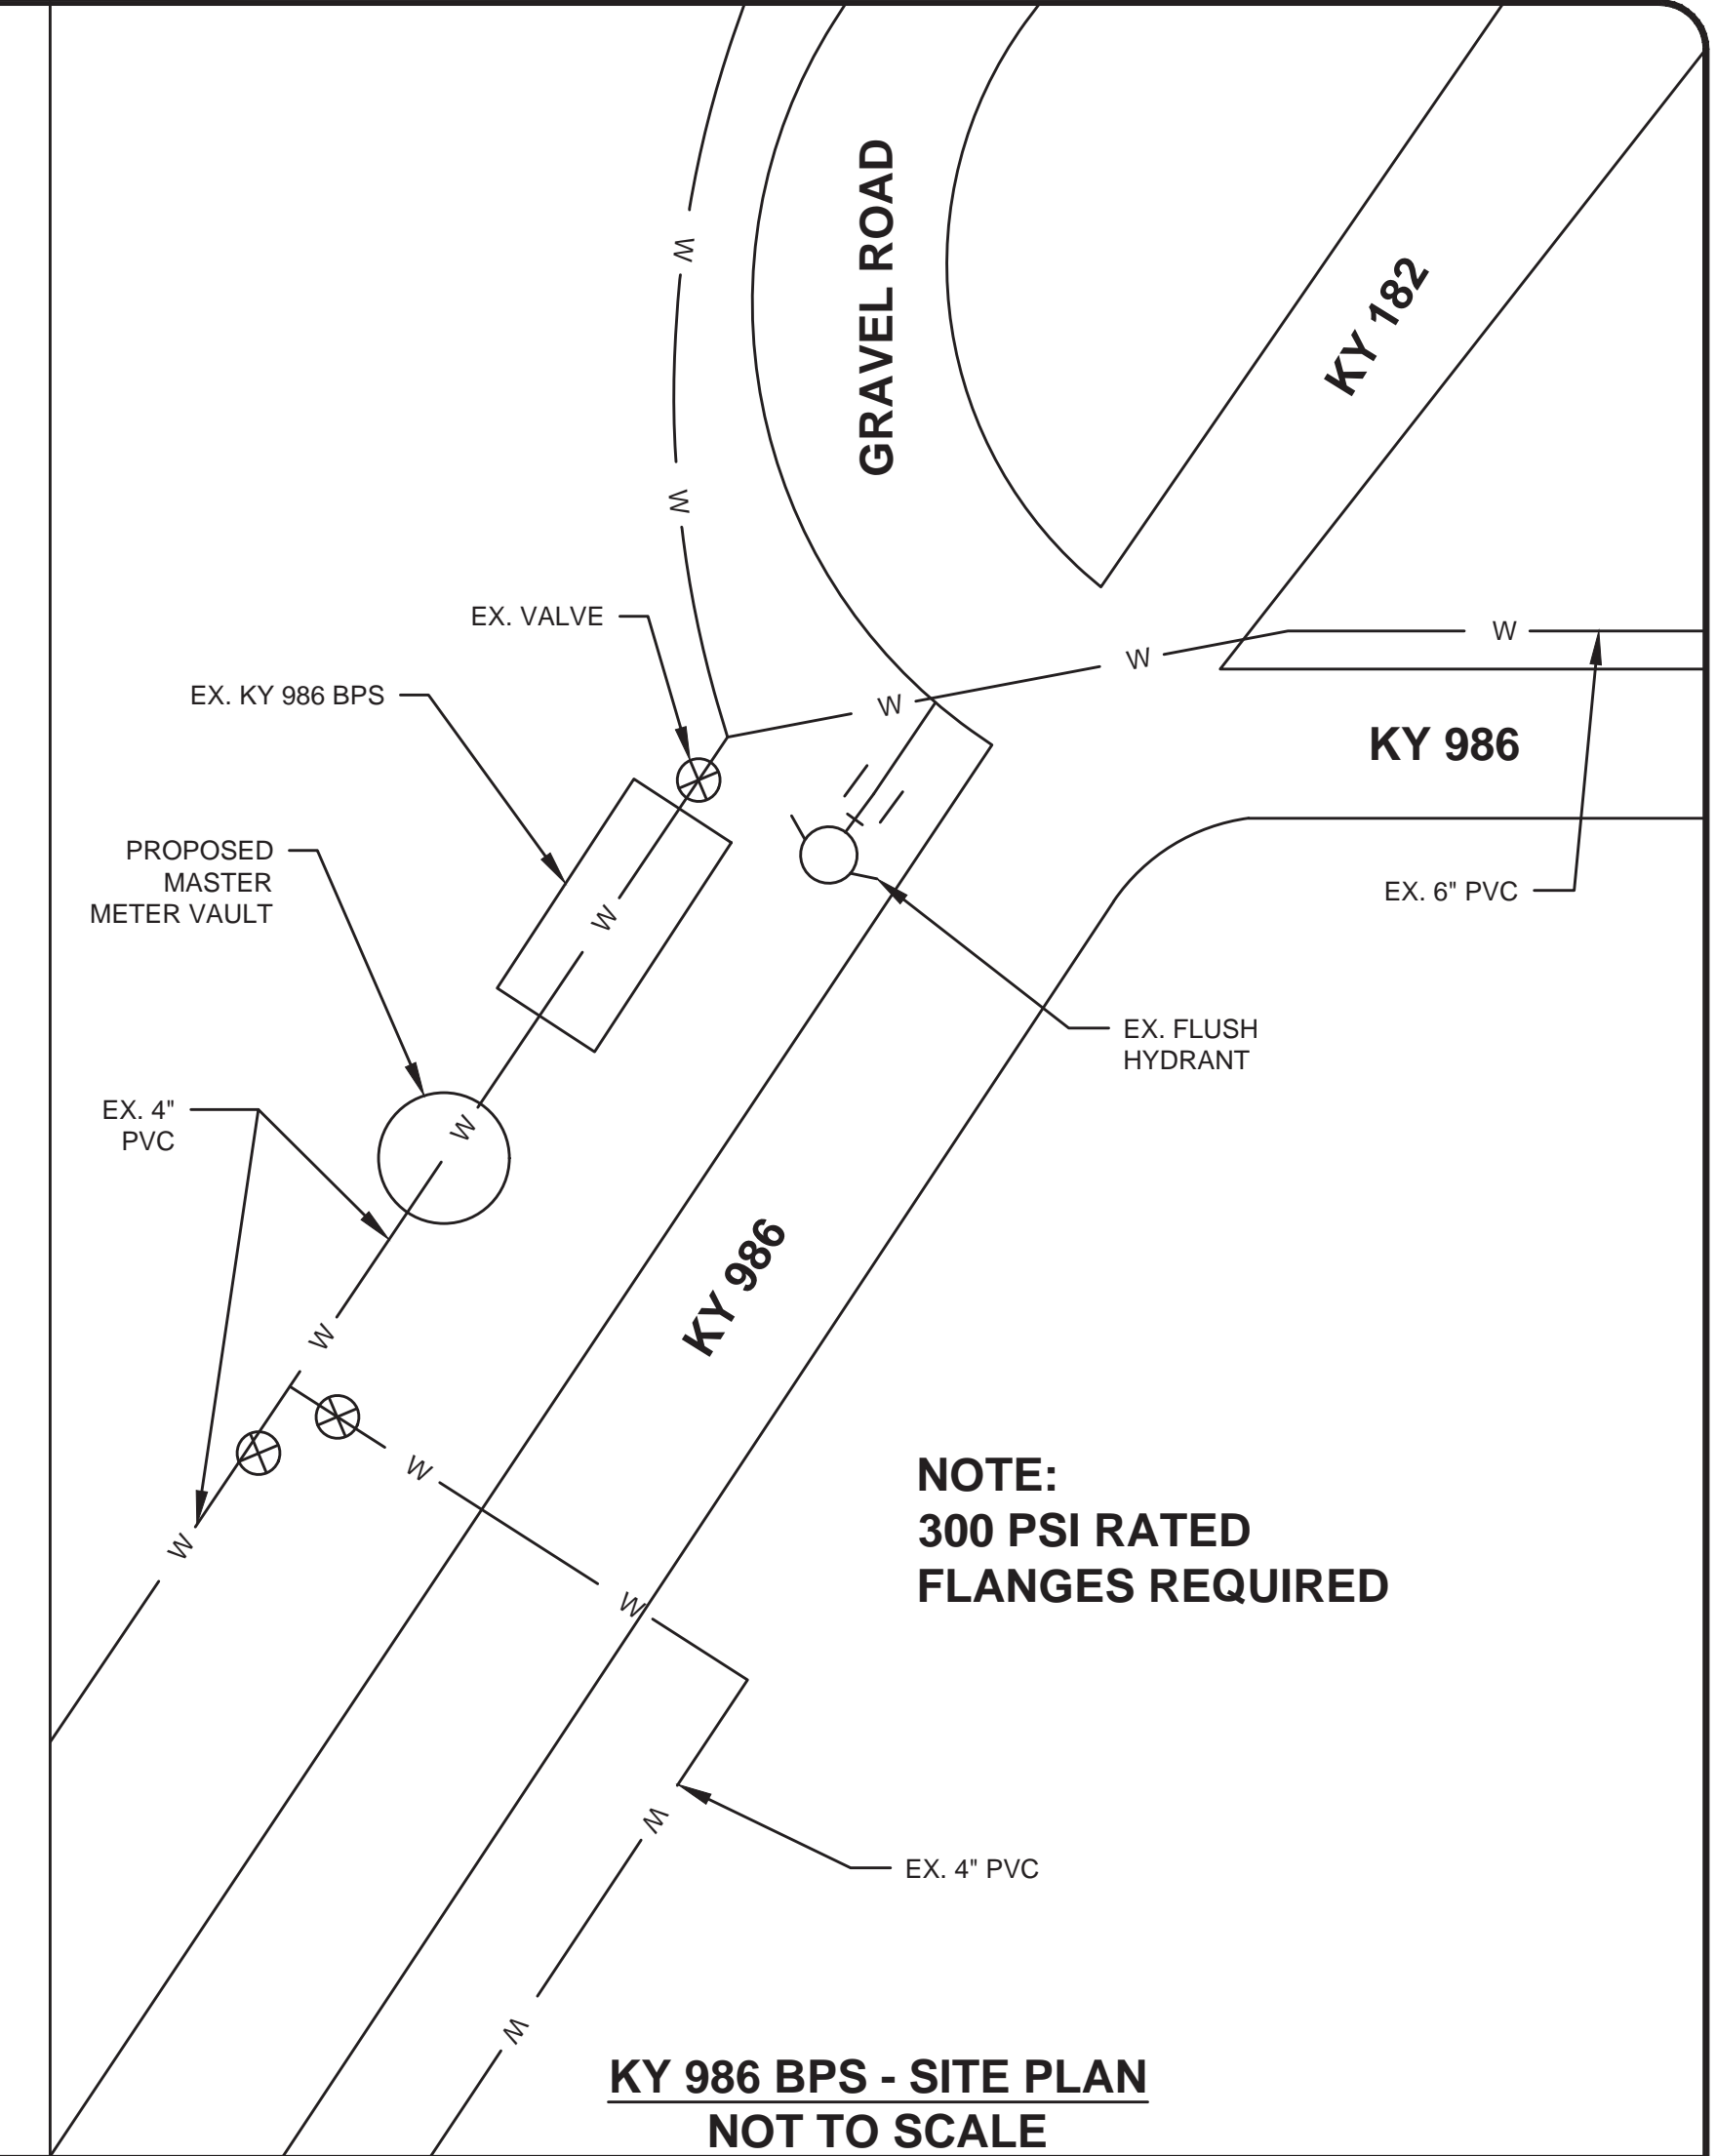 GRAVEL ROAD
KY 182
W
W
EX. VALVE
W
W
W
EX. KY 986 BPS
KY 986
PROPOSED
MASTER
METER VAULT
EX. 6" PVC
W
EX. FLUSH
HYDRANT
EX. 4"
PVC
W
KY 986
W
W
NOTE:
300 PSI RATED
FLANGES REQUIRED
W
W
W
EX. 4" PVC
W
KY 986 BPS - SITE PLAN
NOT TO SCALE